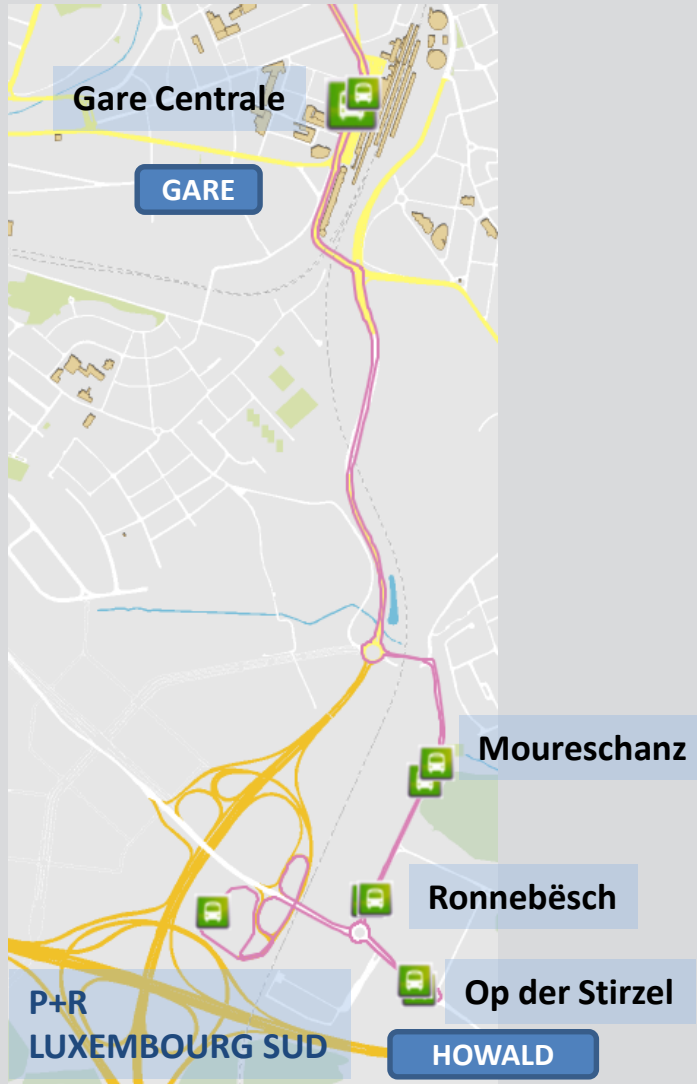 Gare Centrale
GARE
Moureschanz
Ronnebësch
Op der Stirzel
P+R
LUXEMBOURG SUD
HOWALD